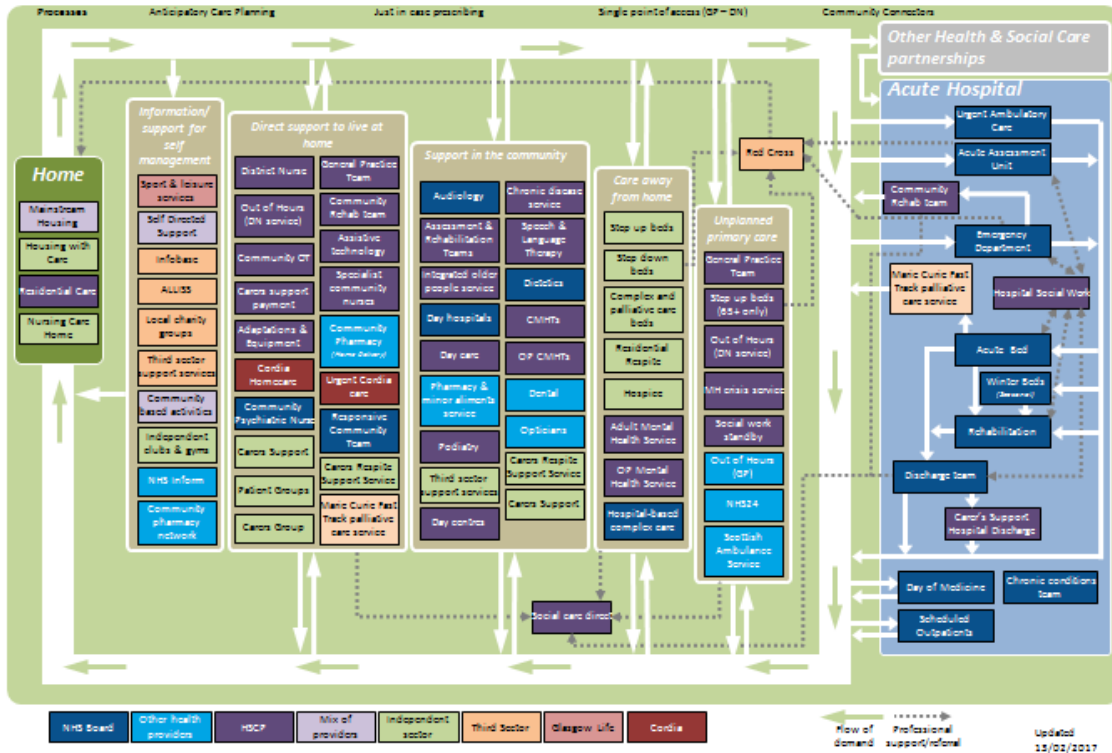 Processes
Anticipatory Care Planning
Just in case prescribing
Single point of access (GP – DN)
Community Connectors
Other Health & Social Care
partnerships
Acute Hospital
Home
Mainstream
Housing
Housing with
Care
Residential Care
Nursing Care
Home
Information/
support for
self
management
Sport & leisure
services
Self Directed
Support
Infobase
ALLISS
Local charity
groups
Third sector
support services
Community
based activities
Independent
clubs & gyms
NHS Inform
Community
pharmacy
network
Direct support to live at
home
District Nurse
Out of Hours
(DN service)
Community OT
Carers support
payment
Adaptations &
Equipment
Cordia
Homecare
Community
Psychiatric Nurse
Carers Support
Patient Groups
Carers Group
General Practice
Team
Community
Rehab team
Assistive
technology
Specialist
community
nurses
Community
Pharmacy
(Home Delivery)
Urgent Cordia
care
Responsive
Community
Team
Carers Respite
Support Service
Marie Curie Fast
Track palliative
care service
Support in the community
Audiology
Assessment &
Rehabilitation
Teams
Integrated older
people service
Day hospitals
Day care
Pharmacy &
minor aliments
service
Podiatry
Third sector
support services
Day centres
Chronic disease
service
Speech &
Language
Therapy
Dietetics
CMHTs
OP CMHTs
Dental
Opticians
Carers Respite
Support Service
Carers Support
Care away
from home
Step up beds
Step down
beds
Complex and
palliative care
beds
Residential
Respite
Hospice
Adult Mental
Health Service
OP Mental
Health Service
Hospital-based
complex care
Unplanned
primary care
General Practice
Team
Step up beds
(65+ only)
Out of Hours
(DN service)
MH crisis service
Social work
standby
Out of Hours
(GP)
NHS24
Scottish
Ambulance
Service
Red Cross
Social care direct
Urgent Ambulatory
Care
Acute Assessment
Unit
Community
Rehab team
Emergency
Department
Marie Curie Fast
Track palliative
care service
Hospital Social Work
Acute Bed
Winter Beds
(Seasonal)
Rehabilitation
Discharge team
Carer's Support
Hospital Discharge
Day of Medicine
Chronic conditions
team
Scheduled
Outpatients
NHS Board
Other health
providers
HSCP
Mix of
providers
Independent
sector
Third Sector
Glasgow Life
Cordia
Flow of
demand
Professional
support/referral
Updated
13/02/2017